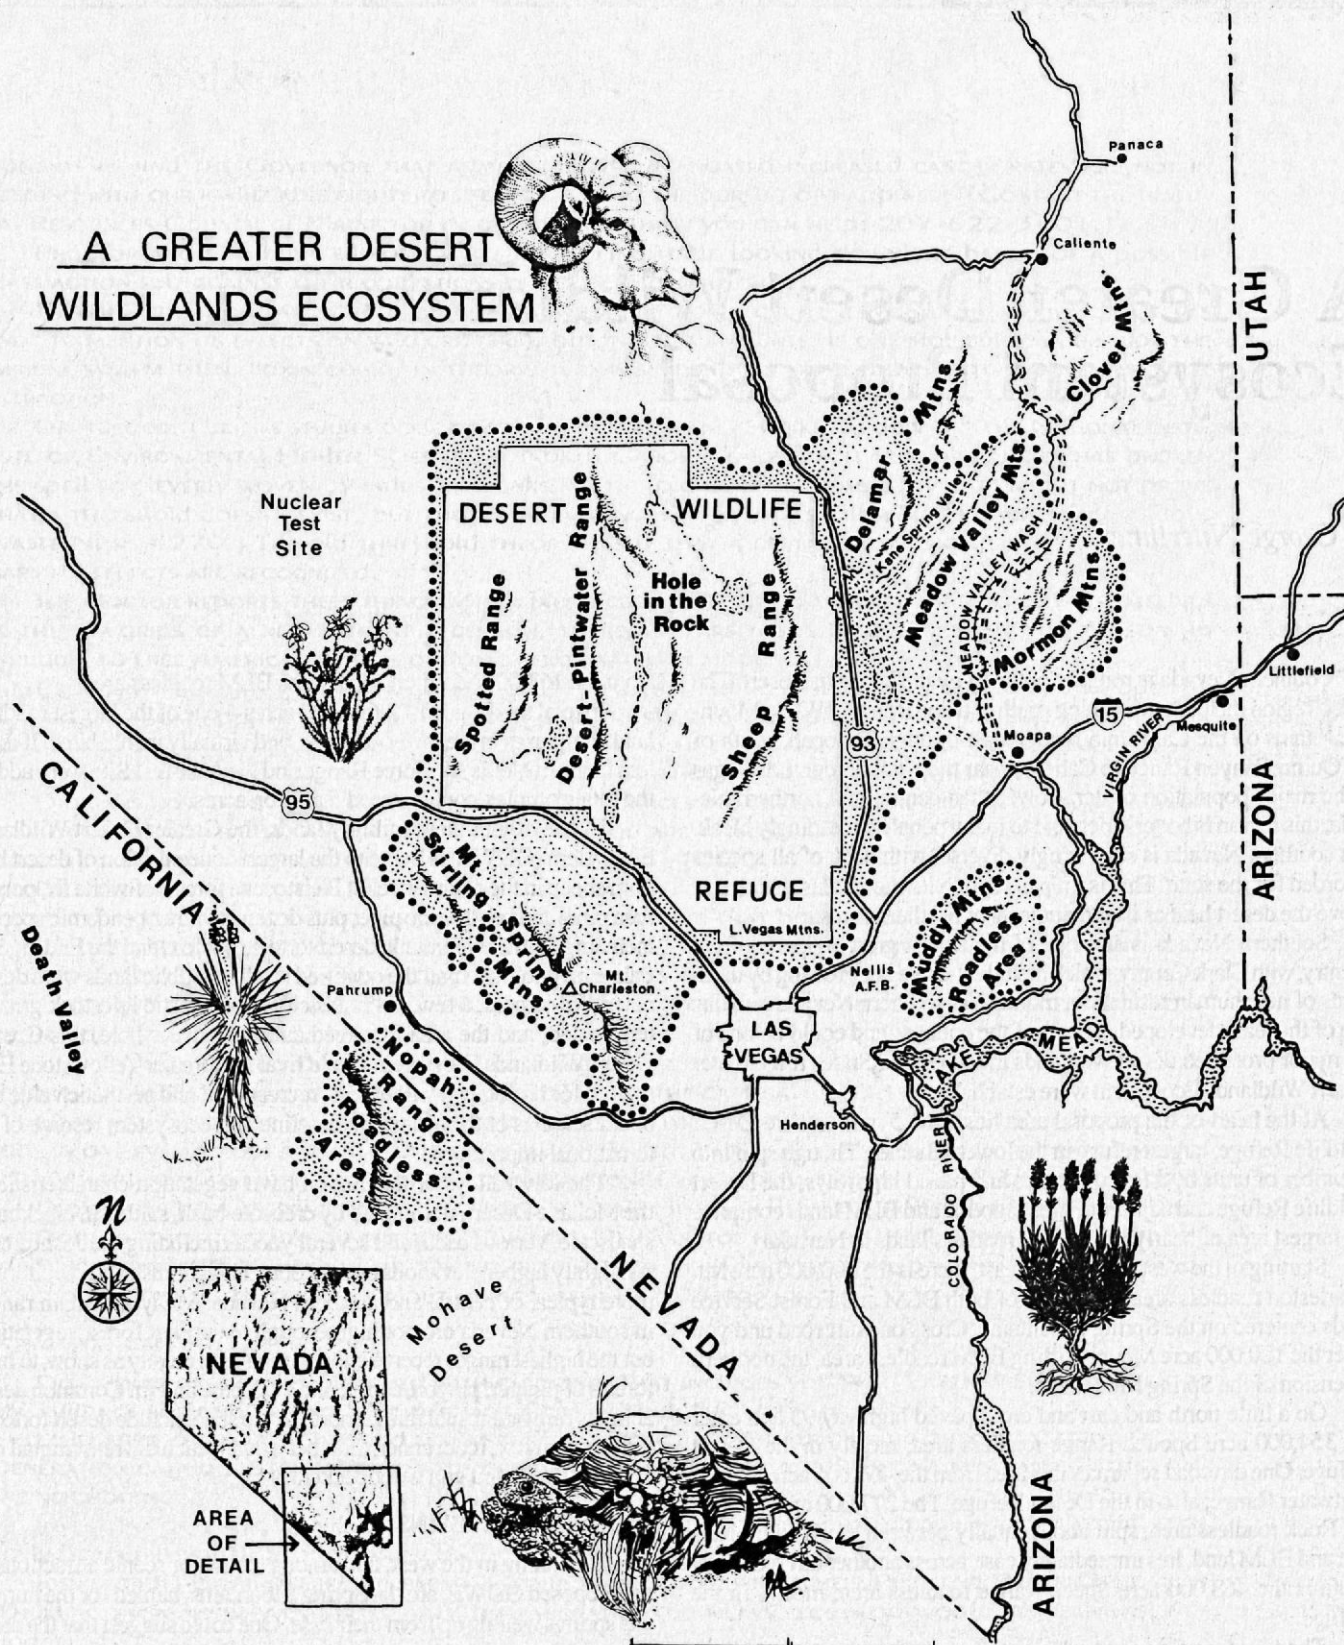 A GREATER DESERT
WILDLANDS ECOSYSTEM
Panaca
Caliente
UTAH
Clover Mtns
Delamar Mtns.
Kane Spring Valley
Meadow Valley Mts.
MEADOW VALLEY WASH
Mormon Mtns.
Nuclear
Test
Site
DESERT
WILDLIFE
Spotted Range
Desert-Pintwater Range
Hole
in the
Rock
Sheep Range
REFUGE
L.Vegas Mtns.
93
15
Moapa
VIRGIN RIVER
Mesquite
Littlefield
ARIZONA
95
CALIFORNIA
Death Valley
Mt.
Stirling
Spring
Mtns
Mt.
Charleston
Pahrump
Nopah
Range
Roadless
Area
Nellis
A.F.B.
Muddy Mtns.
Roadless
Area
LAS
VEGAS
LAKE MEAD
Henderson
COLORADO RIVER
NEVADA
Mohave
Desert
N
NEVADA
AREA
OF
DETAIL
ARIZONA